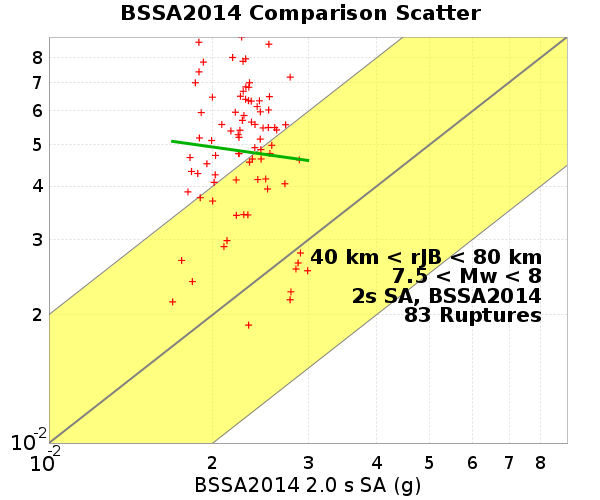 BSSA2014 Comparison Scatter
8
7
6
5
4
3
2
10-2
40 km < rJB < 80 km
7.5 < Mw < 8
2s SA, BSSA2014
83 Ruptures
10-2 2 3 4 5 6 7 8
BSSA2014 2.0 s SA (g)